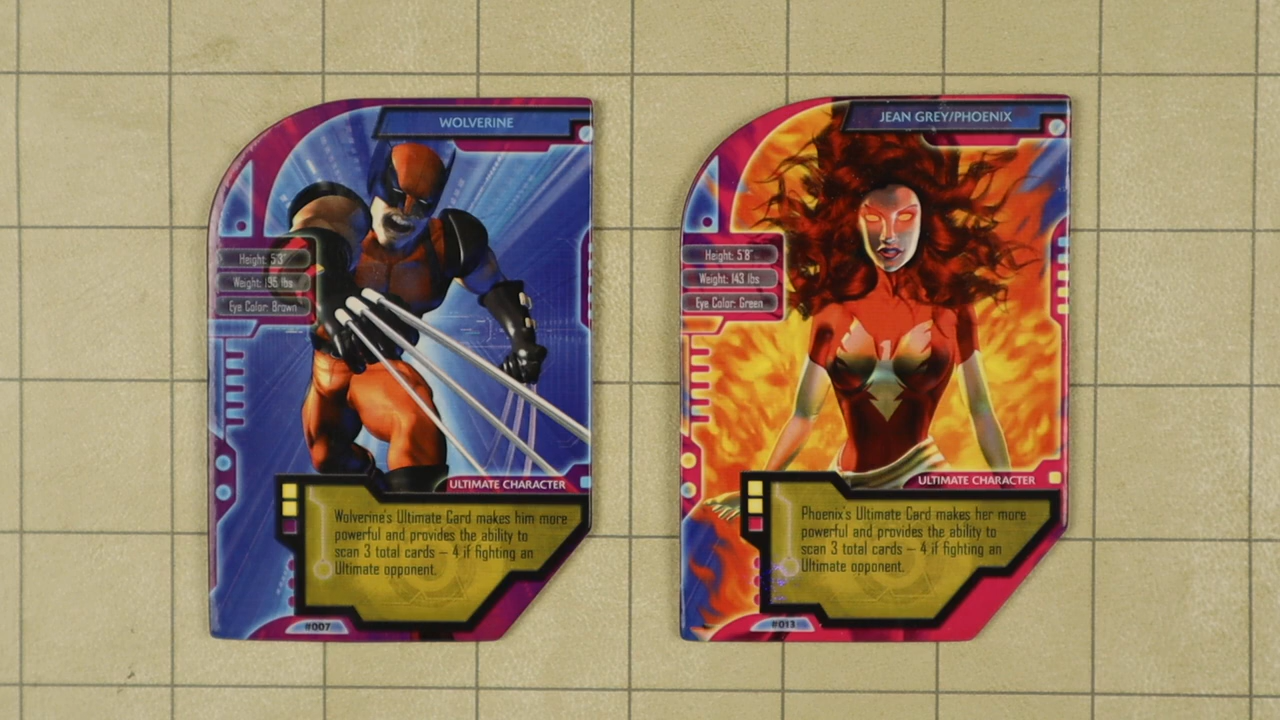 WOLVERINE
Height: 5'3"
Weight: 195 lbs
Eye Color: Brown
ULTIMATE CHARACTER
Wolverine's Ultimate Card makes him more
powerful and provides the ability to
scan 3 total cards – 4 if fighting an
Ultimate opponent.
#007
JEAN GREY/PHOENIX
Height: 5'8"
Weight: 143 lbs
Eye Color: Green
ULTIMATE CHARACTER
Phoenix's Ultimate Card makes her more
powerful and provides the ability to
scan 3 total cards – 4 if fighting an
Ultimate opponent.
#013